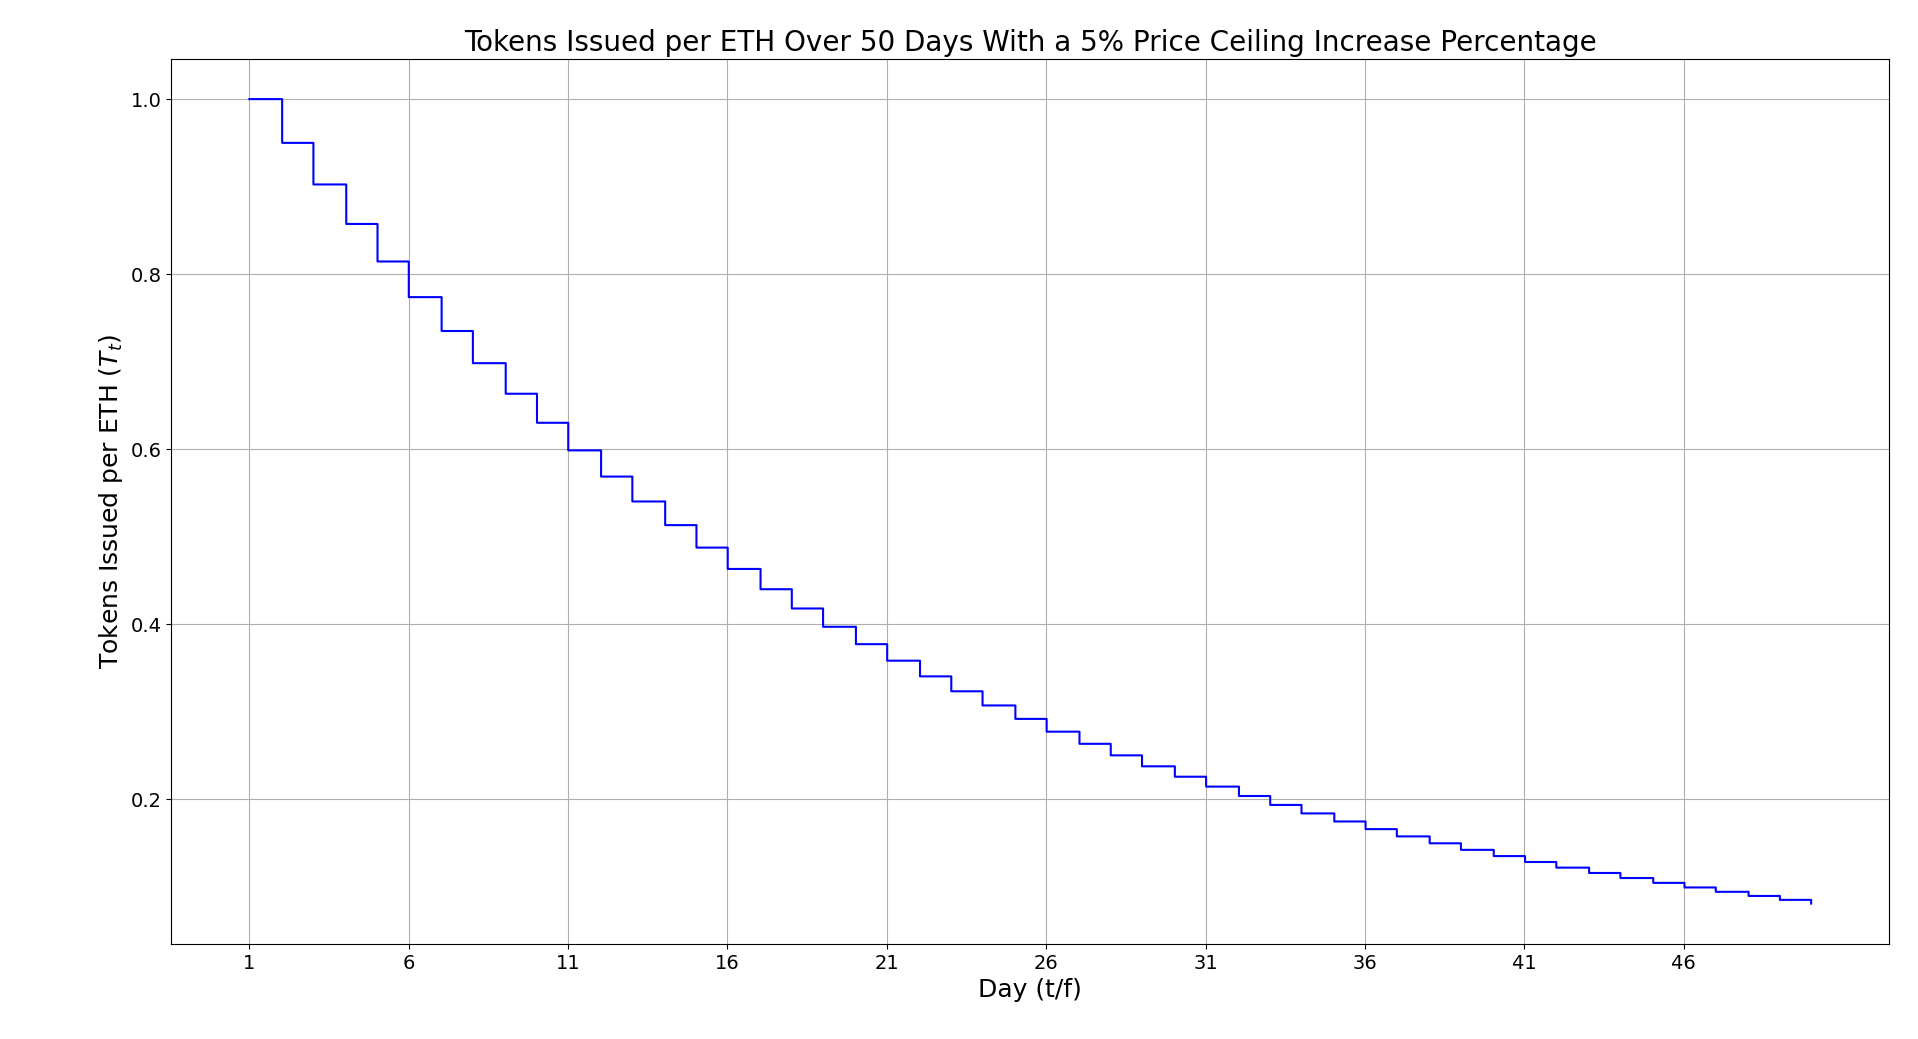 Tokens Issued per ETH Over 50 Days With a 5% Price Ceiling Increase Percentage
Tokens Issued per ETH (Tₜ)
1.0
0.8
0.6
0.4
0.2
1 6 11 16 21 26 31 36 41 46
Day (t/f)